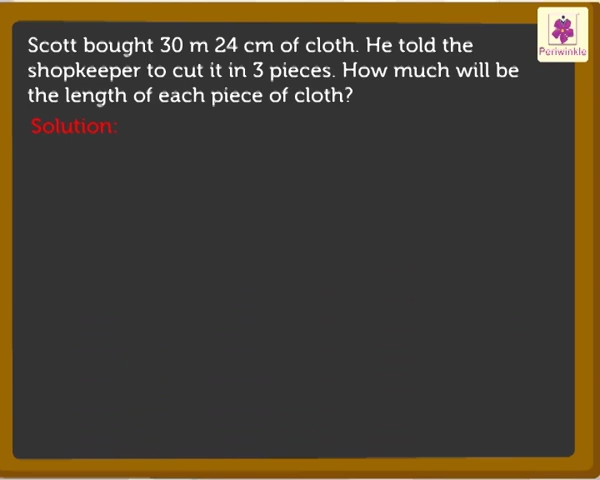 Scott bought 30 m 24 cm of cloth. He told the
shopkeeper to cut it in 3 pieces. How much will be
the length of each piece of cloth?
Solution:
Periwinkle